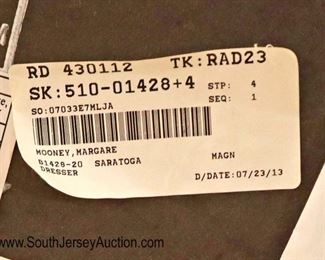 RD 430112 TK:RAD23
SK:510-01428+4 STP: 4
SO:07033E7MLJA SEQ: 1
MOONEY,MARGARE
B1428-20 SARATOGA MAGN
DRESSER D/DATE:07/23/13
www.SouthJerseyAuction.com